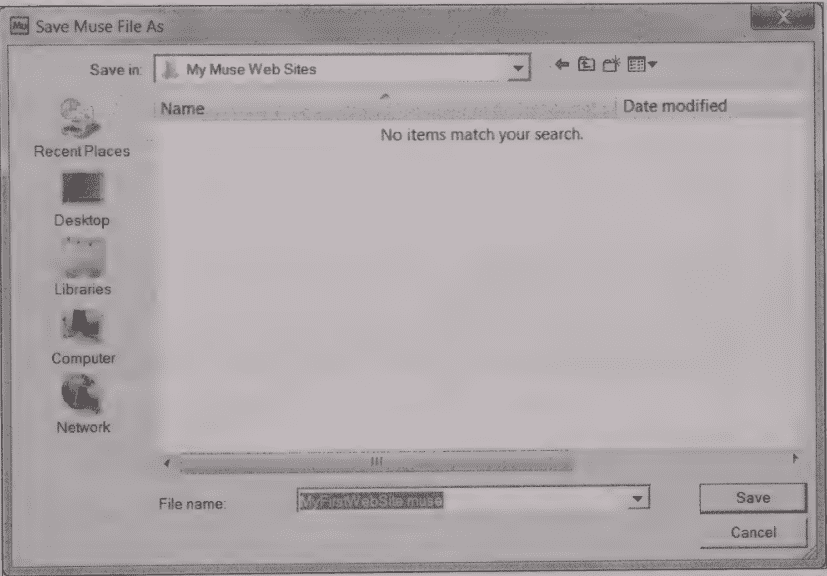 Mu Save Muse File As
Save in: My Muse Web Sites
Name Date modified
No items match your search.
Recent Places
Desktop
Libraries
Computer
Network
File name: MyFirstWebSite.muse
Save
Cancel